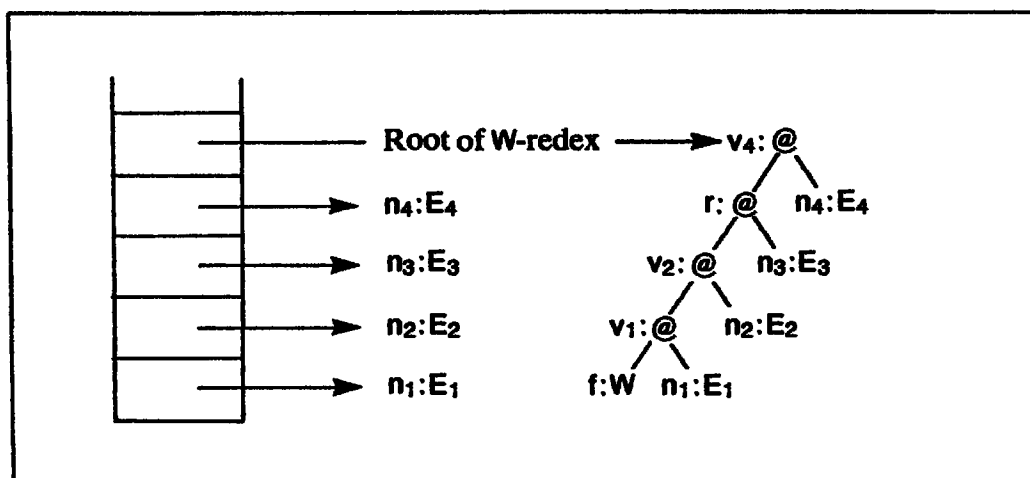 Root of W-redex v₄: @
n₄:E₄ r: @ n₄:E₄
n₃:E₃ v₂: @ n₃:E₃
n₂:E₂ v₁: @ n₂:E₂
n₁:E₁ f:W n₁:E₁